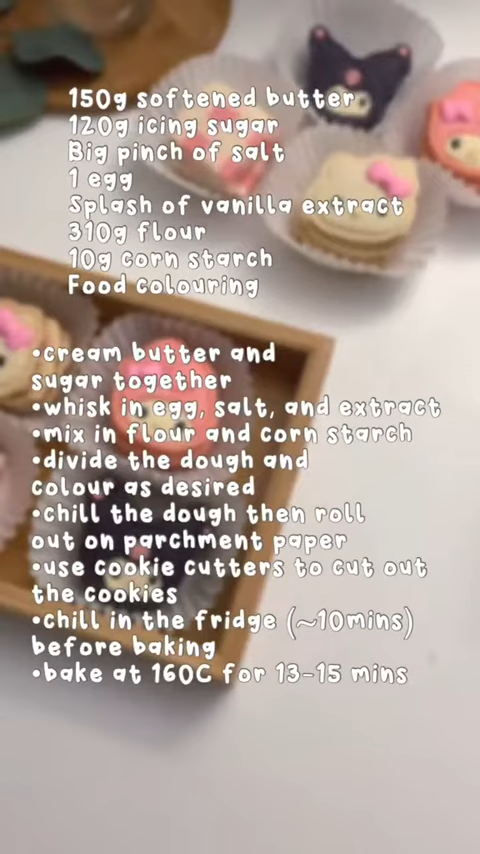 150g softened butter
120g icing sugar
Big pinch of salt
1 egg
Splash of vanilla extract
310g flour
10g corn starch
Food colouring
•cream butter and
sugar together
•whisk in egg, salt, and extract
•mix in flour and corn starch
•divide the dough and
colour as desired
•chill the dough then roll
out on parchment paper
•use cookie cutters to cut out
the cookies
•chill in the fridge (~10mins)
before baking
•bake at 160C for 13-15 mins